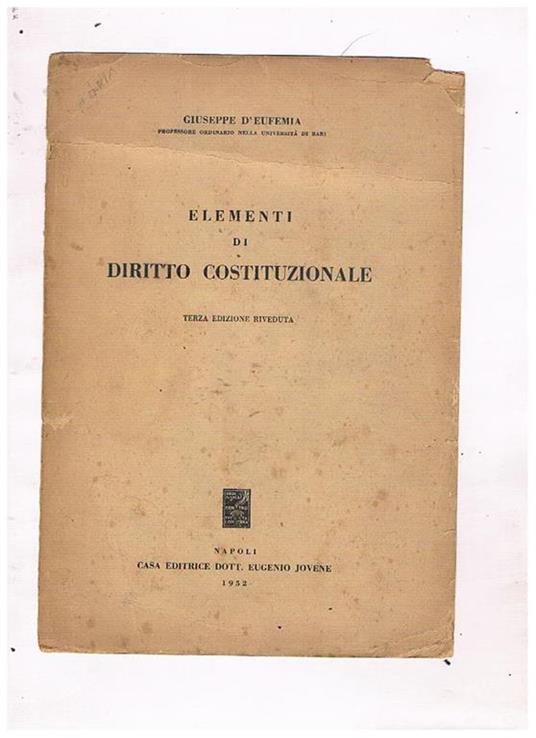 GIUSEPPE D'EUFEMIA
PROFESSORE ORDINARIO NELLA UNIVERSITÀ DI BARI
ELEMENTI
DI
DIRITTO COSTITUZIONALE
TERZA EDIZIONE RIVEDUTA
NAPOLI
CASA EDITRICE DOTT. EUGENIO JOVENE
1952